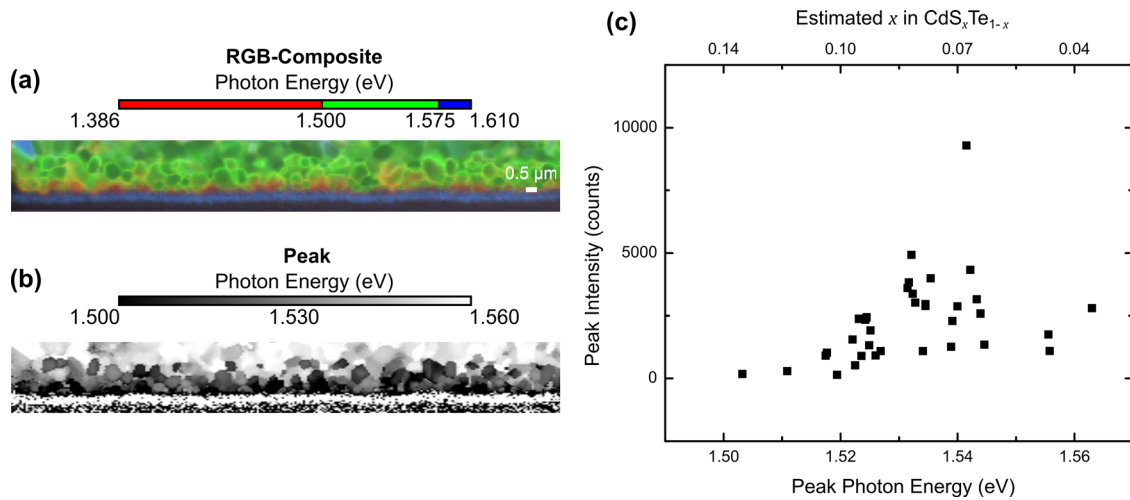 (a)
RGB-Composite
Photon Energy (eV)
1.386 1.500 1.575 1.610
0.5 µm
(b)
Peak
Photon Energy (eV)
1.500 1.530 1.560
(c)
Estimated x in CdSₓTe₁₋ₓ
0.14 0.10 0.07 0.04
Peak Intensity (counts)
10000
5000
0
1.50 1.52 1.54 1.56
Peak Photon Energy (eV)